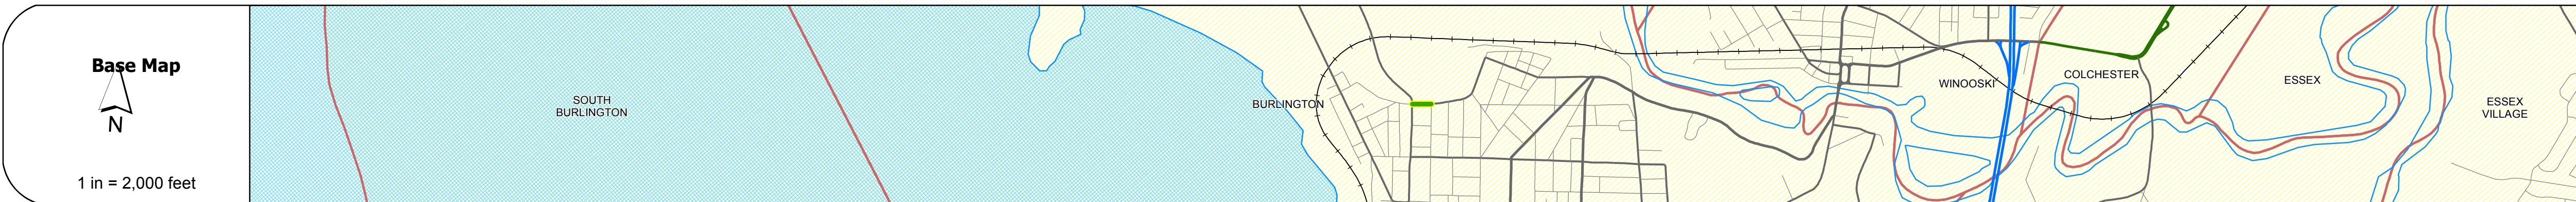 Base Map
N
1 in = 2,000 feet
SOUTH
BURLINGTON
BURLINGTON
WINOOSKI
COLCHESTER
ESSEX
ESSEX
VILLAGE